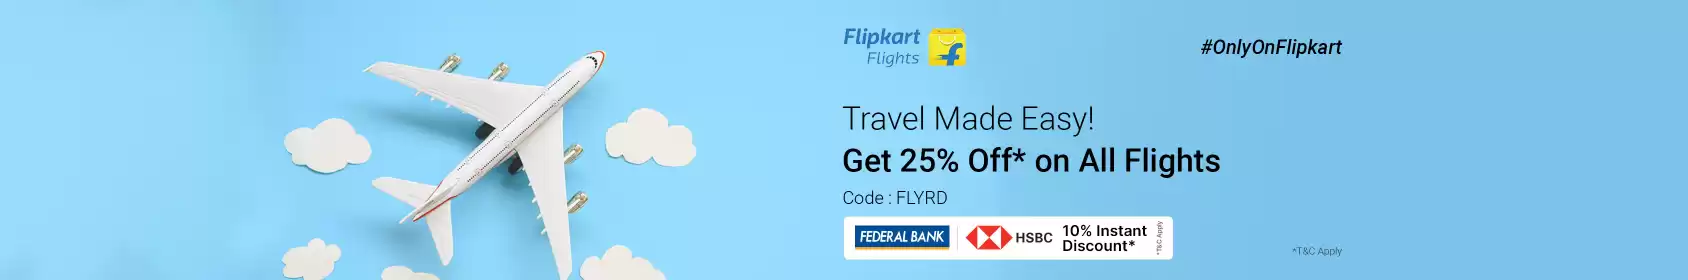 Flipkart
Flights
#OnlyOnFlipkart
Travel Made Easy!
Get 25% Off* on All Flights
Code : FLYRD
FEDERAL BANK
HSBC
10% Instant
Discount*
*T&C Apply
*T&C Apply